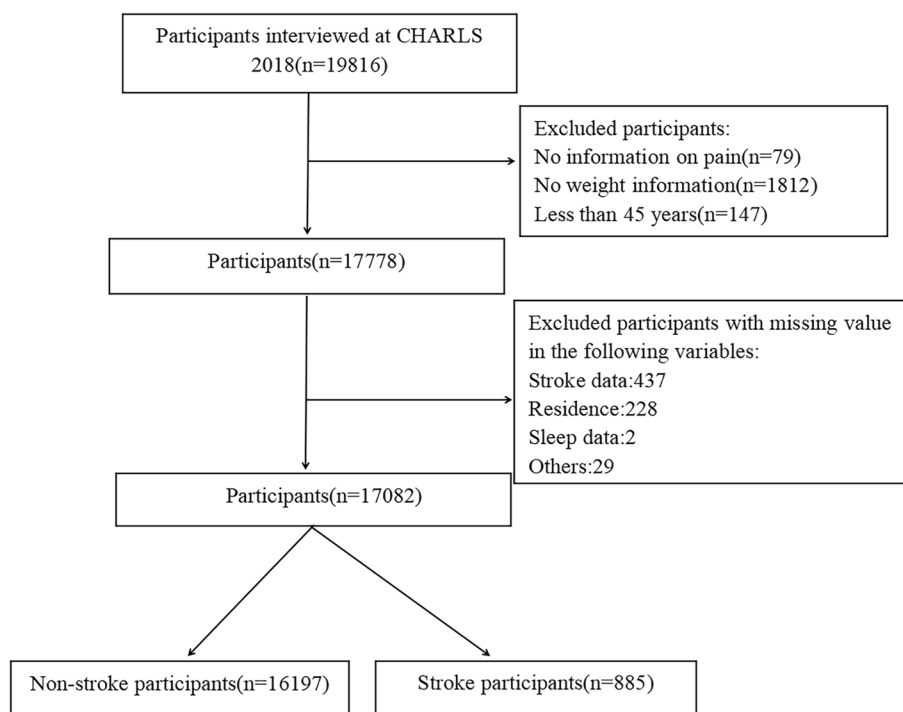 Participants interviewed at CHARLS
2018(n=19816)
Excluded participants:
No information on pain(n=79)
No weight information(n=1812)
Less than 45 years(n=147)
Participants(n=17778)
Excluded participants with missing value
in the following variables:
Stroke data:437
Residence:228
Sleep data:2
Others:29
Participants(n=17082)
Non-stroke participants(n=16197)
Stroke participants(n=885)